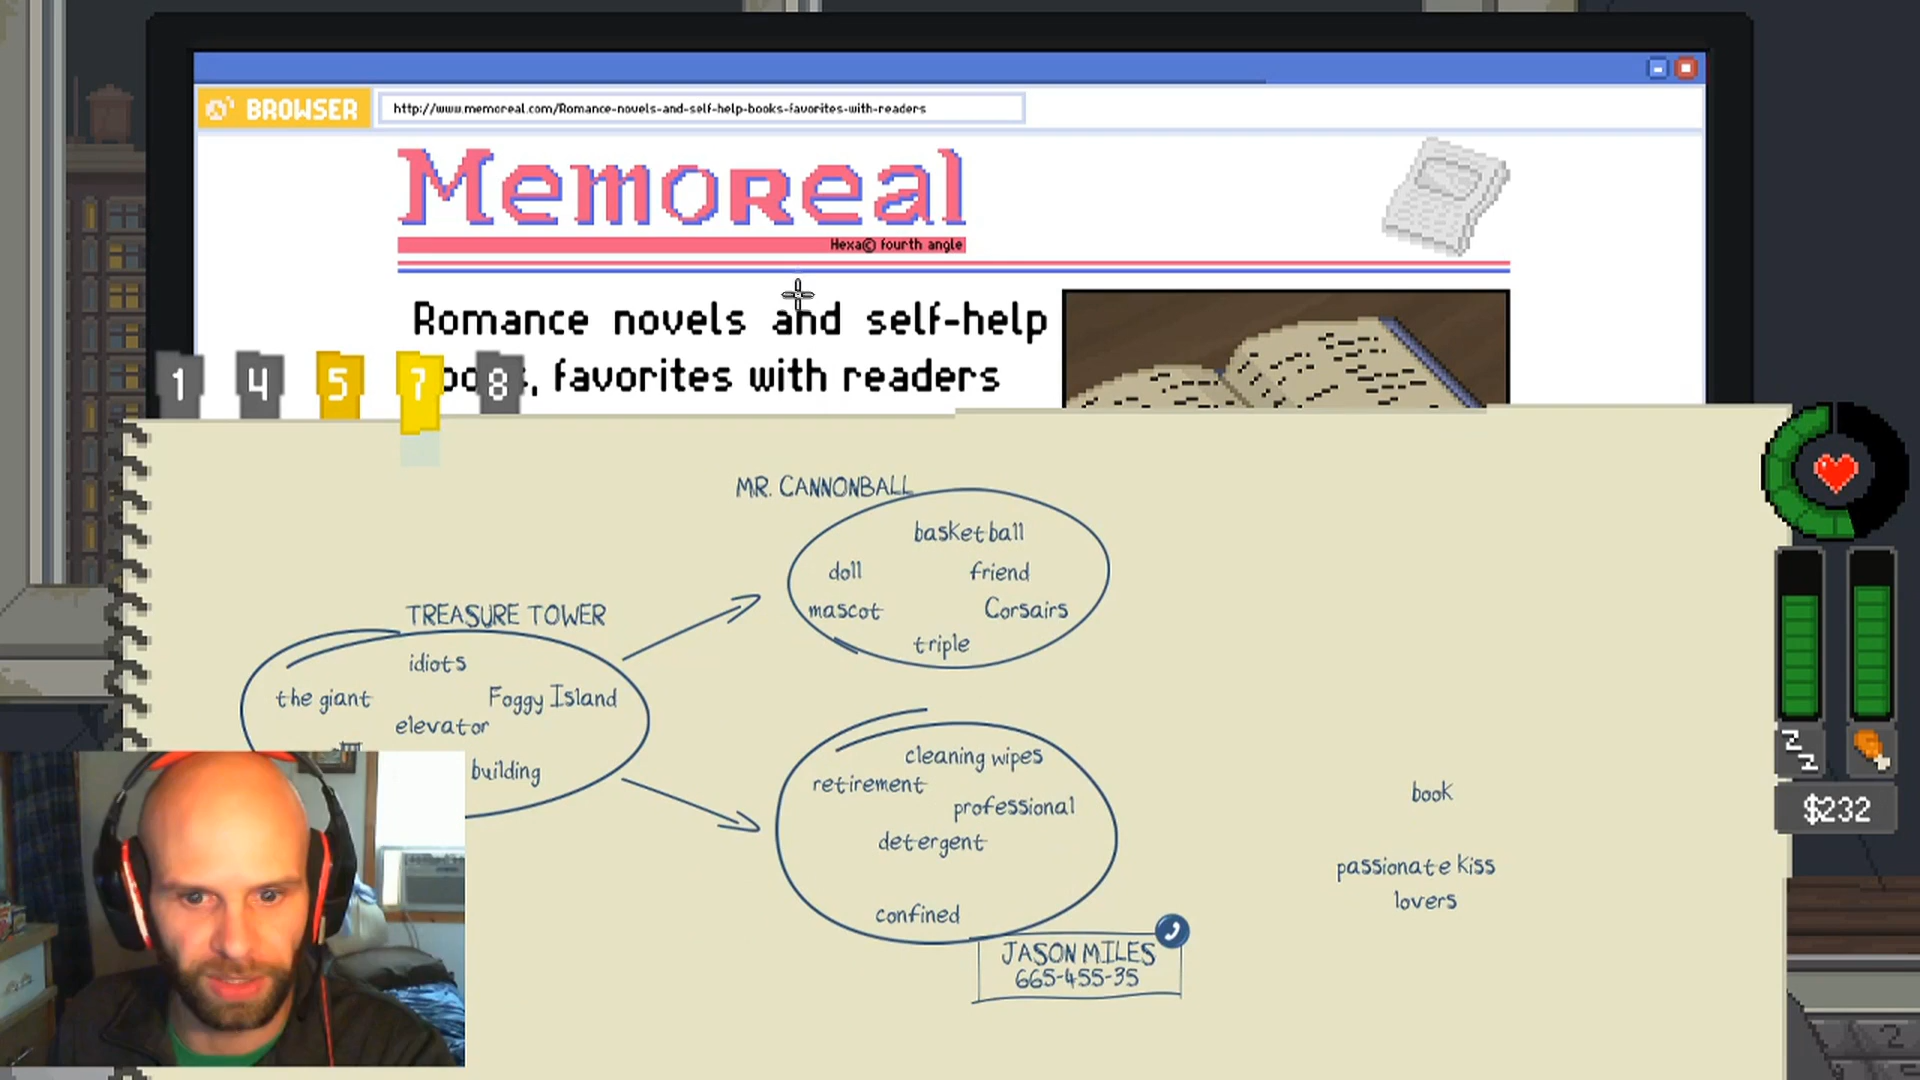 BROWSER
http://www.memoreal.com/Romance-novels-and-self-help-books-favorites-with-readers
Memoreal
Hexa© fourth angle
Romance novels and self-help
, favorites with readers
1 4 5 7 8
MR. CANNONBALL
basketball
doll friend
mascot Corsairs
triple
TREASURE TOWER
idiots
the giant Foggy Island
elevator
building
cleaning wipes
retirement
professional
detergent
confined
JASON MILES
665-455-35
book
passionate kiss
lovers
$232